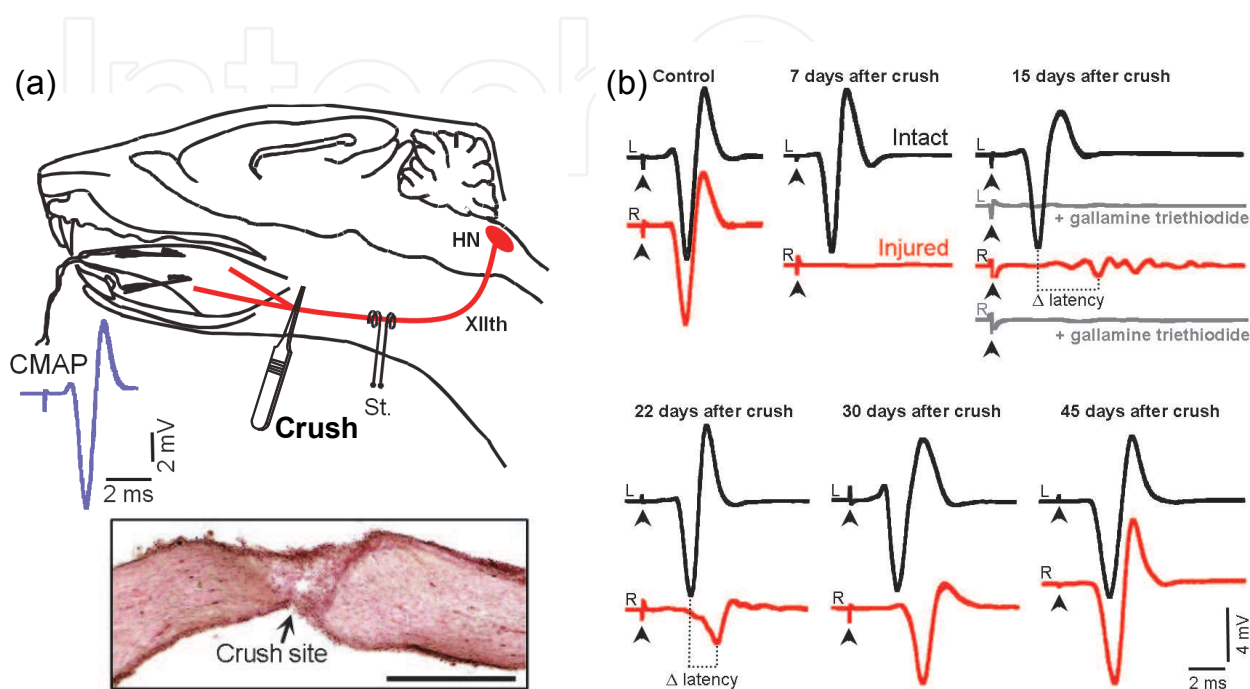 (a)
HN
XIIth
CMAP
St.
Crush
2 mV
2 ms
Crush site
(b)
Control
7 days after crush
15 days after crush
L
R
Intact
Injured
L
L
+ gallamine triethiodide
R
Δ latency
R
+ gallamine triethiodide
R
22 days after crush
30 days after crush
45 days after crush
L
R
Δ latency
L
R
L
R
4 mV
2 ms